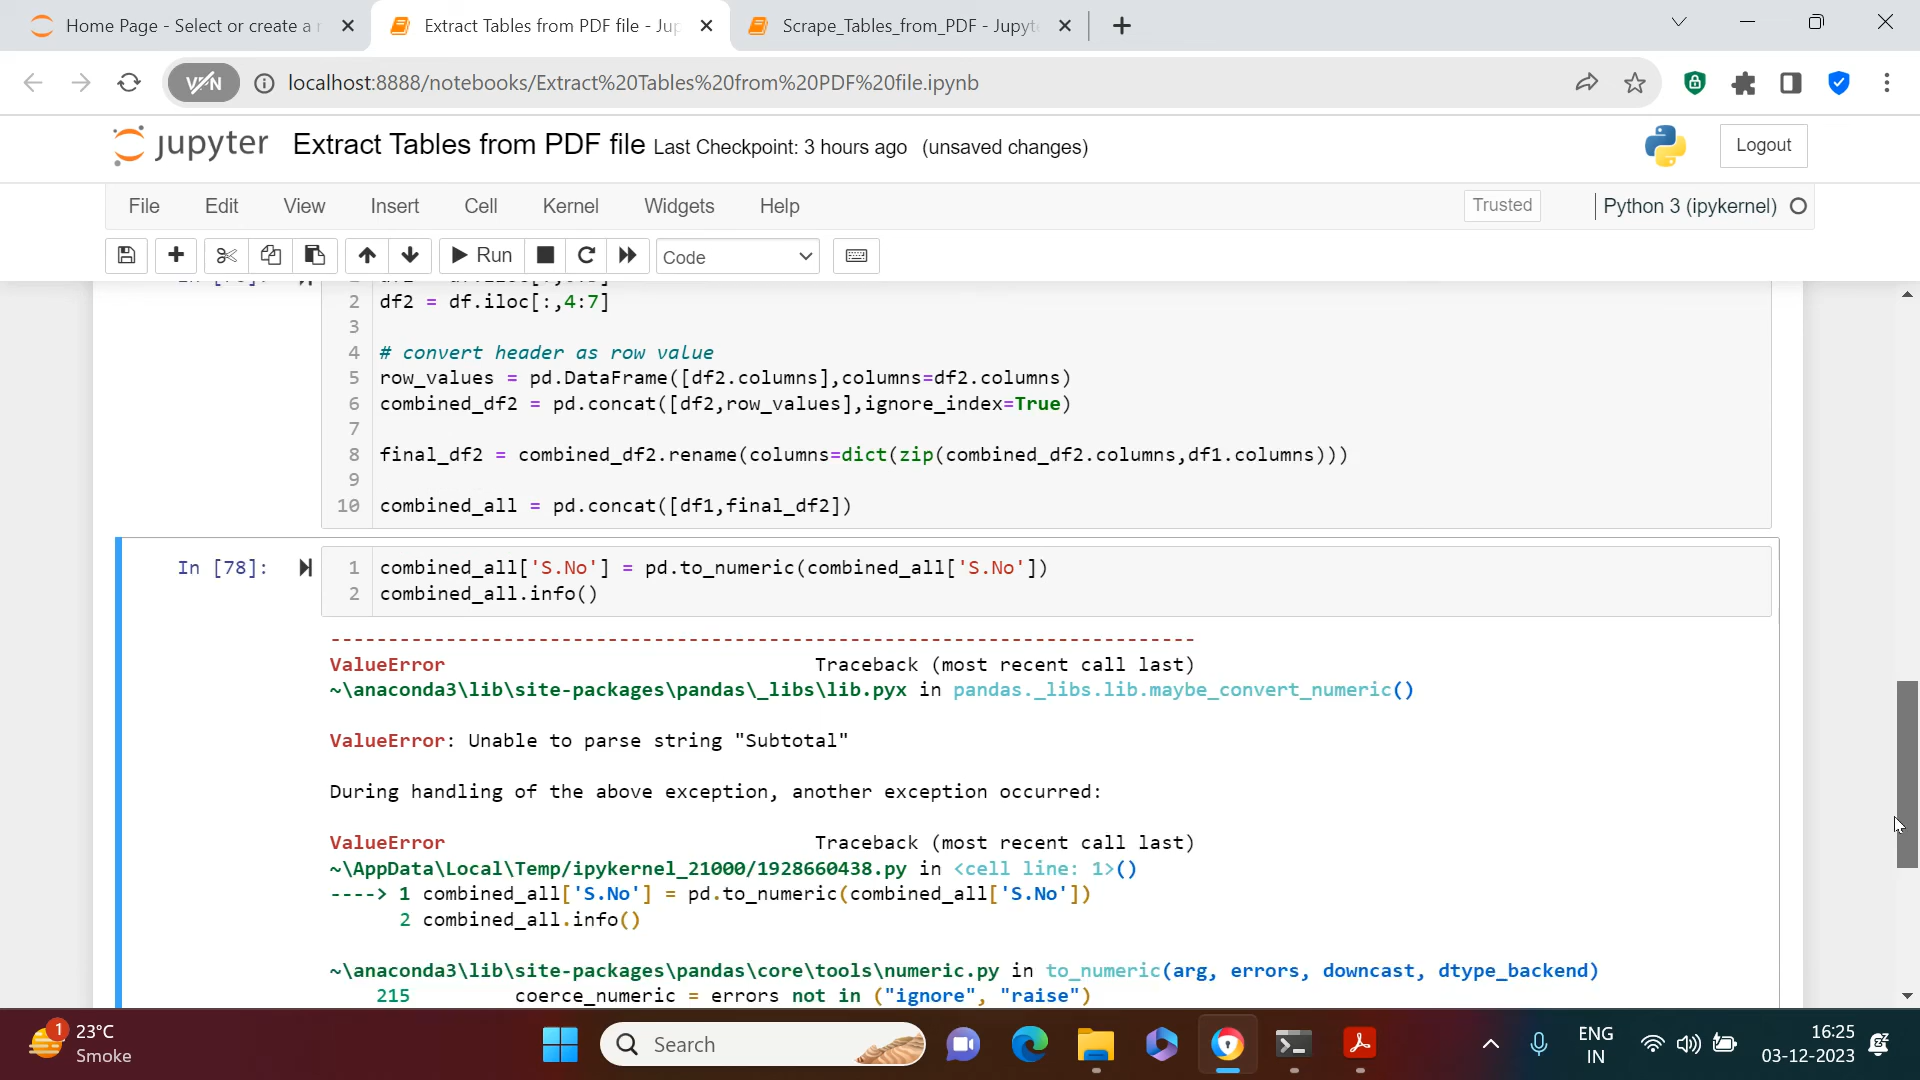 Home Page - Select or create a
Extract Tables from PDF file - Jup
Scrape_Tables_from_PDF - Jupyt
VPN
localhost:8888/notebooks/Extract%20Tables%20from%20PDF%20file.ipynb
jupyter Extract Tables from PDF file Last Checkpoint: 3 hours ago (unsaved changes)
Logout
File Edit View Insert Cell Kernel Widgets Help
Trusted
Python 3 (ipykernel)
Run
Code
2 df2 = df.iloc[:,4:7]
3
4 # convert header as row value
5 row_values = pd.DataFrame([df2.columns],columns=df2.columns)
6 combined_df2 = pd.concat([df2,row_values],ignore_index=True)
7
8 final_df2 = combined_df2.rename(columns=dict(zip(combined_df2.columns,df1.columns)))
9
10 combined_all = pd.concat([df1,final_df2])
In [78]: 1 combined_all['S.No'] = pd.to_numeric(combined_all['S.No'])
2 combined_all.info()
---------------------------------------------------------------------------
ValueError Traceback (most recent call last)
~\anaconda3\lib\site-packages\pandas\_libs\lib.pyx in pandas._libs.lib.maybe_convert_numeric()
ValueError: Unable to parse string "Subtotal"
During handling of the above exception, another exception occurred:
ValueError Traceback (most recent call last)
~\AppData\Local\Temp/ipykernel_21000/1928660438.py in <cell line: 1>()
----> 1 combined_all['S.No'] = pd.to_numeric(combined_all['S.No'])
2 combined_all.info()
~\anaconda3\lib\site-packages\pandas\core\tools\numeric.py in to_numeric(arg, errors, downcast, dtype_backend)
215 coerce_numeric = errors not in ("ignore", "raise")
1
23°C
Smoke
Search
ENG
IN
16:25
03-12-2023